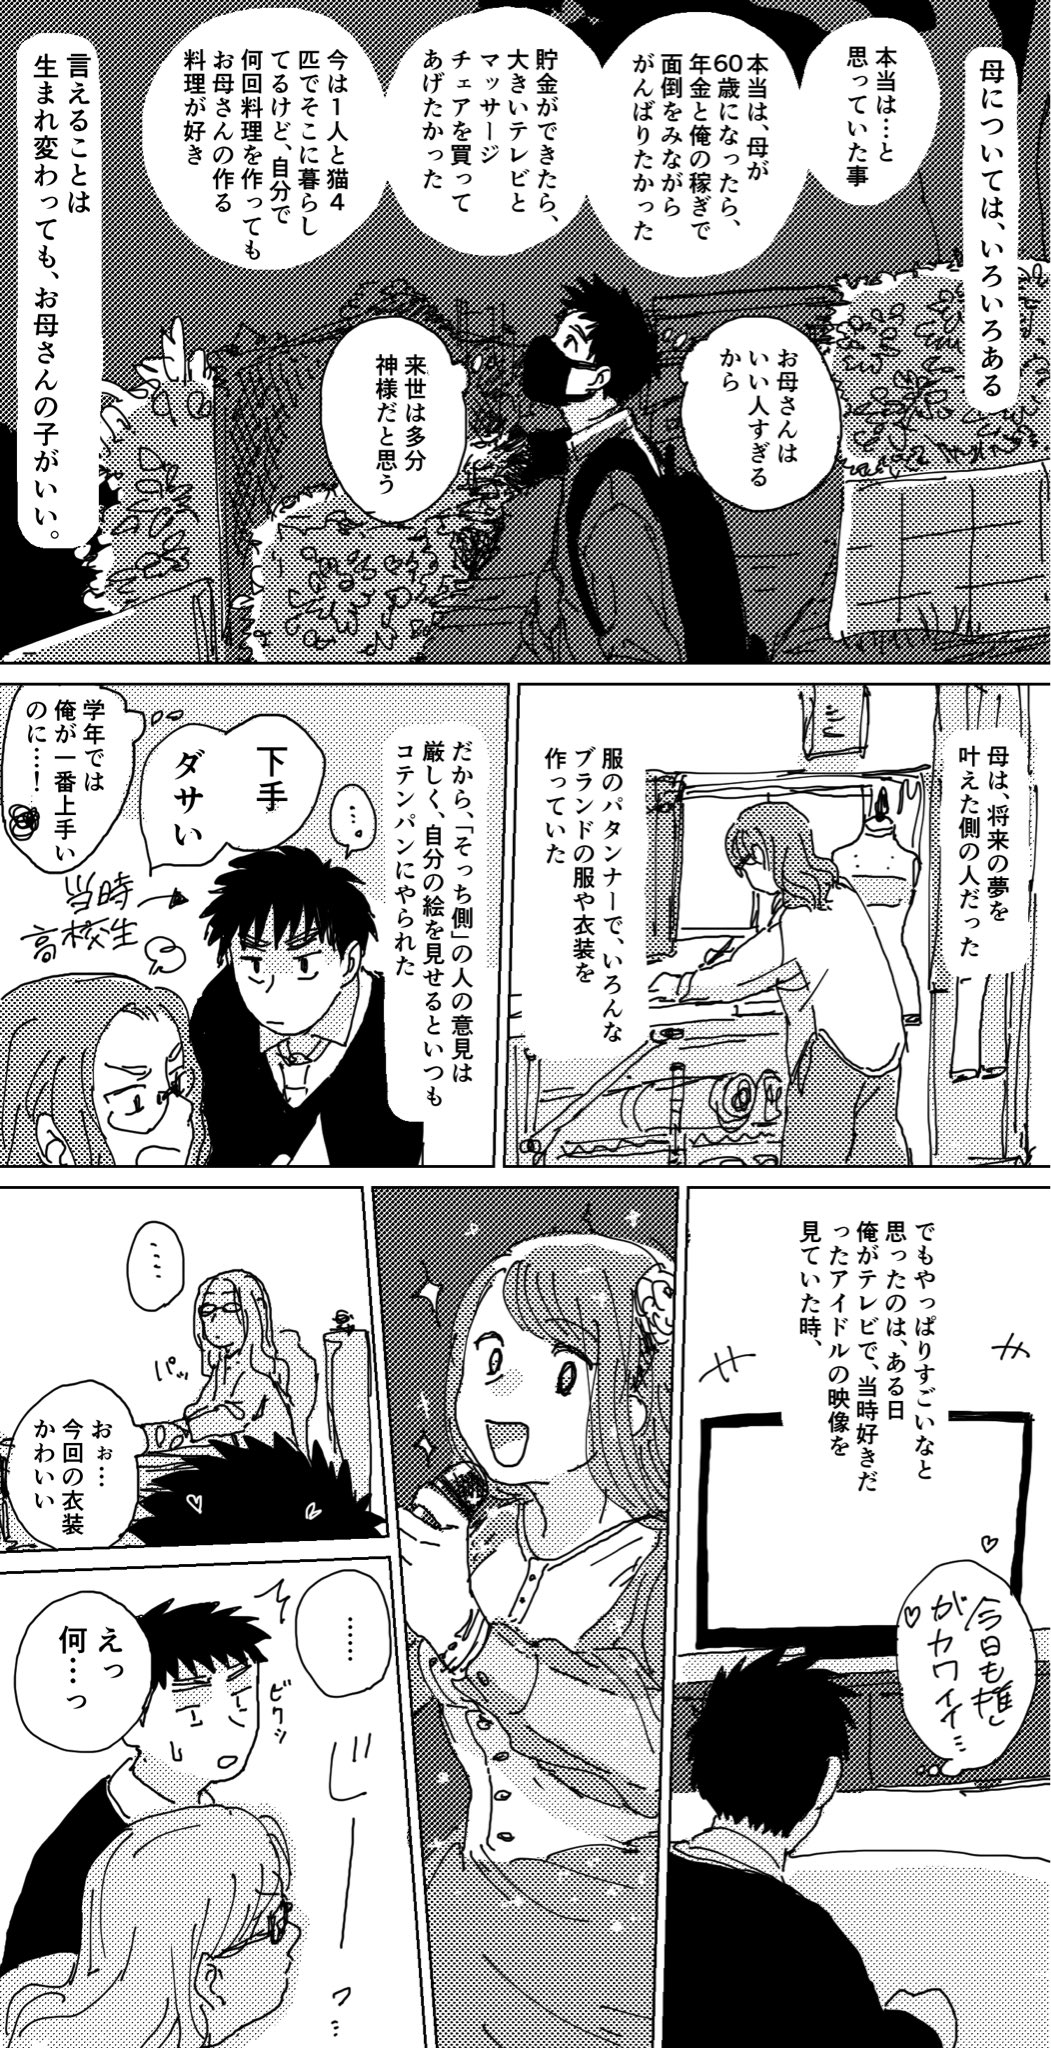 母については、いろいろある
本当は…と
思っていた事
本当は、母が
60歳になったら、
年金と俺の稼ぎで
面倒をみながら
がんばりたかった
貯金ができたら、
大きいテレビと
マッサージ
チェアを買って
あげたかった
今は１人と猫４
匹でそこに暮らし
てるけど、自分で
何回料理を作っても
お母さんの作る
料理が好き
お母さんは
いい人すぎる
から
来世は多分
神様だと思う
言えることは
生まれ変わっても、お母さんの子がいい。
母は、将来の夢を
叶えた側の人だった
服のパタンナーで、いろんな
ブランドの服や衣装を
作っていた
だから、「そっち側」の人の意見は
厳しく、自分の絵を見せるといつも
コテンパンにやられた
…。
下手
ダサい
学年では
俺が一番上手い
のに…！
当時
高校生
でもやっぱりすごいなと
思ったのは、ある日
俺がテレビで、当時好きだ
ったアイドルの映像を
見ていた時、
今日も推し
がカワイイ…
…。
パッ
おぉ…
今回の衣装
かわいい
……
ビクッ
えっ
何…っ
じーーっ…